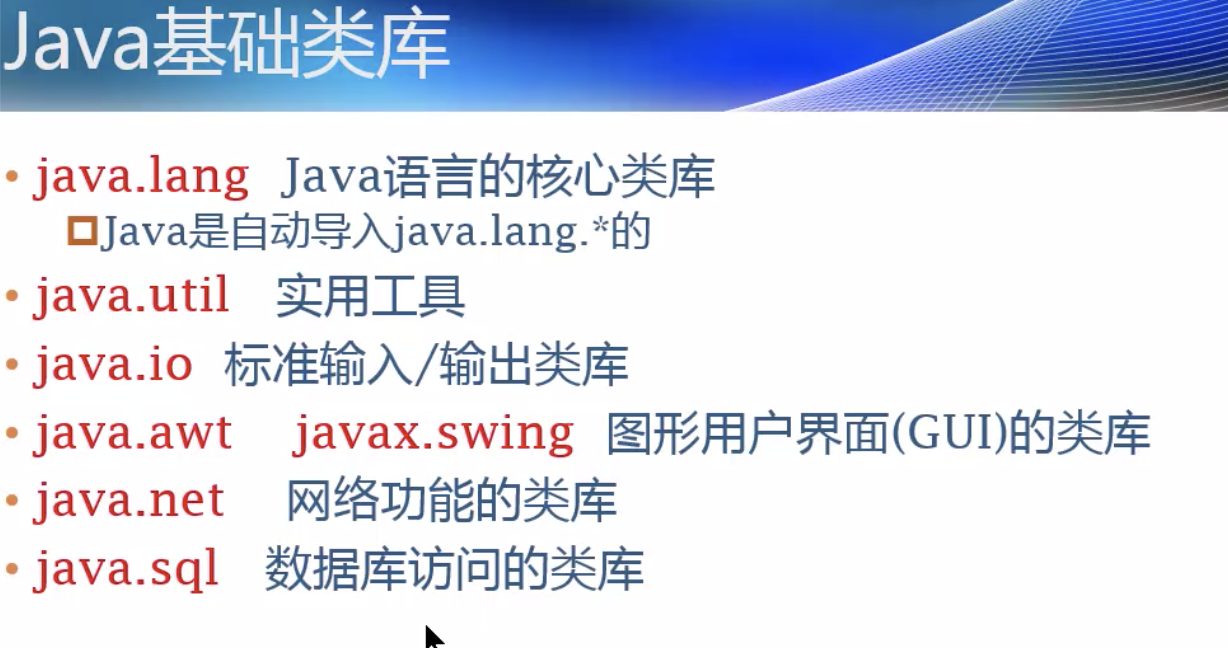 Java基础类库
• java.lang Java语言的核心类库
Java是自动导入java.lang.*的
• java.util 实用工具
• java.io 标准输入/输出类库
• java.awt javax.swing 图形用户界面(GUI)的类库
• java.net 网络功能的类库
• java.sql 数据库访问的类库